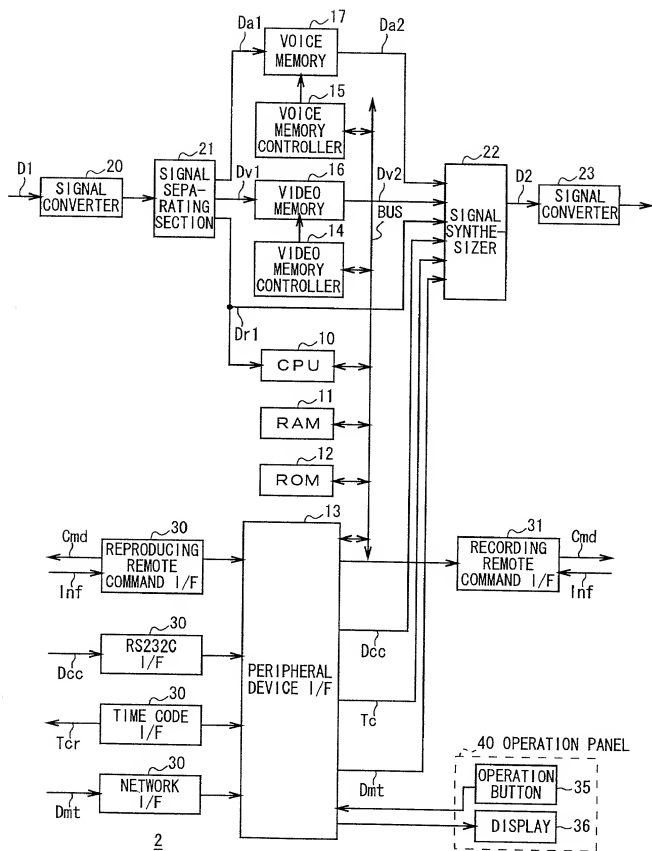 Da1
17
VOICE
MEMORY
Da2
15
VOICE
MEMORY
CONTROLLER
D1
20
SIGNAL
CONVERTER
21
SIGNAL
SEPA-
RATING
SECTION
Dv1
16
VIDEO
MEMORY
Dv2
BUS
22
SIGNAL
SYNTHE-
SIZER
D2
23
SIGNAL
CONVERTER
14
VIDEO
MEMORY
CONTROLLER
Dr1
10
CPU
11
RAM
12
ROM
13
PERIPHERAL
DEVICE I/F
Cmd
Inf
30
REPRODUCING
REMOTE
COMMAND I/F
31
RECORDING
REMOTE
COMMAND I/F
Cmd
Inf
Dcc
30
RS232C
I/F
Dcc
Tcr
30
TIME CODE
I/F
Tc
Dmt
30
NETWORK
I/F
Dmt
40 OPERATION PANEL
OPERATION
BUTTON
35
DISPLAY
36
2